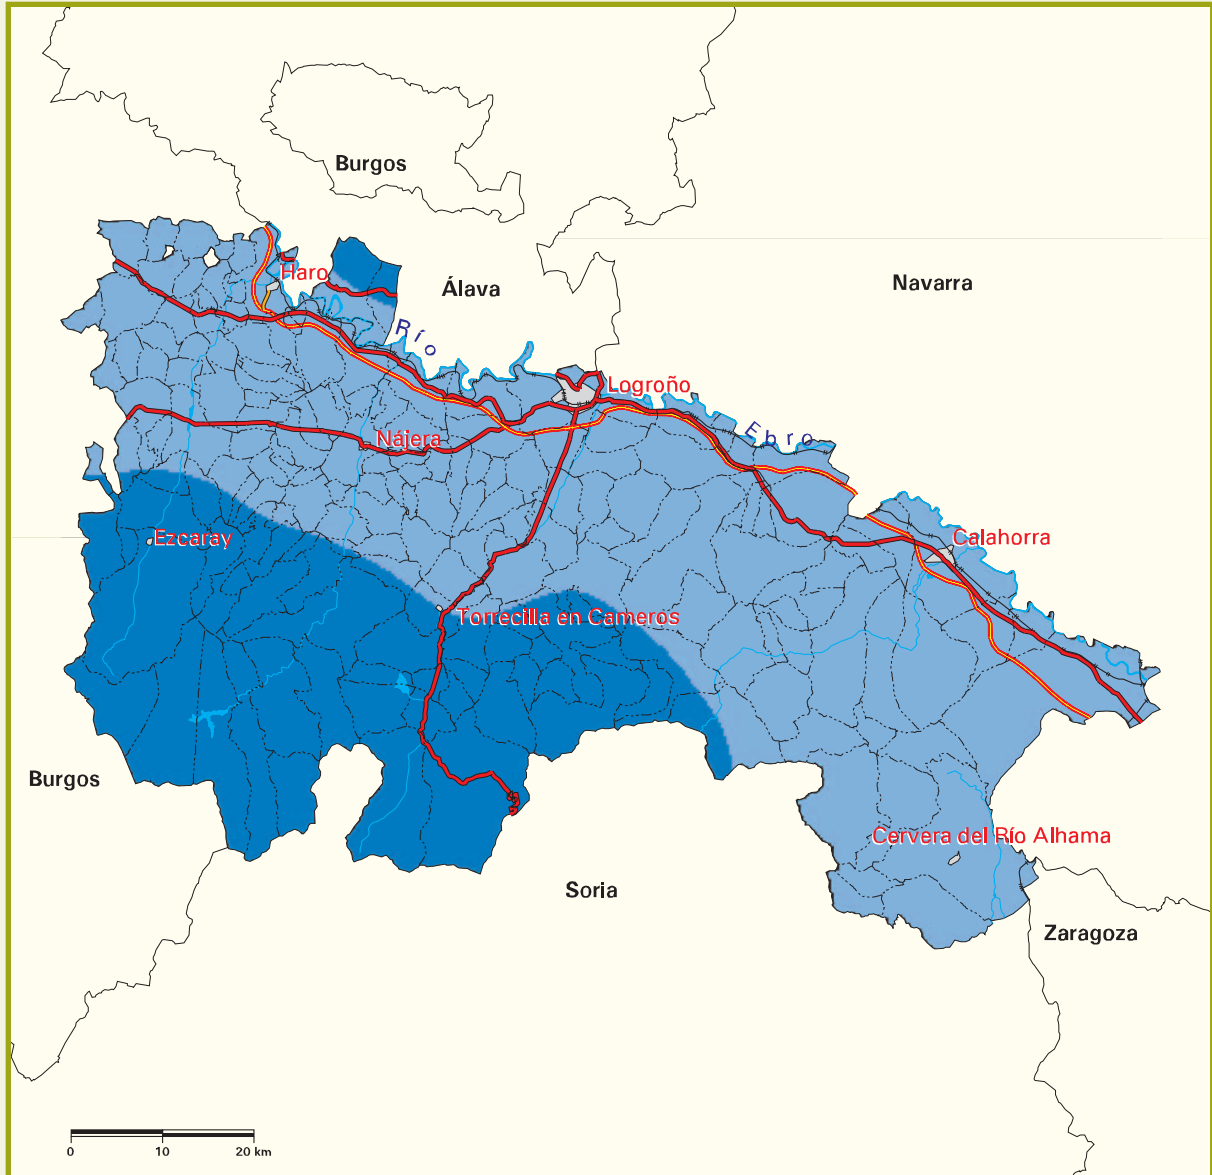 Burgos
Álava
Navarra
Haro
Río
Logroño
Nájera
Ebro
Ezcaray
Calahorra
Torrecilla en Cameros
Burgos
Cervera del Río Alhama
Soria
Zaragoza
0 10 20 km